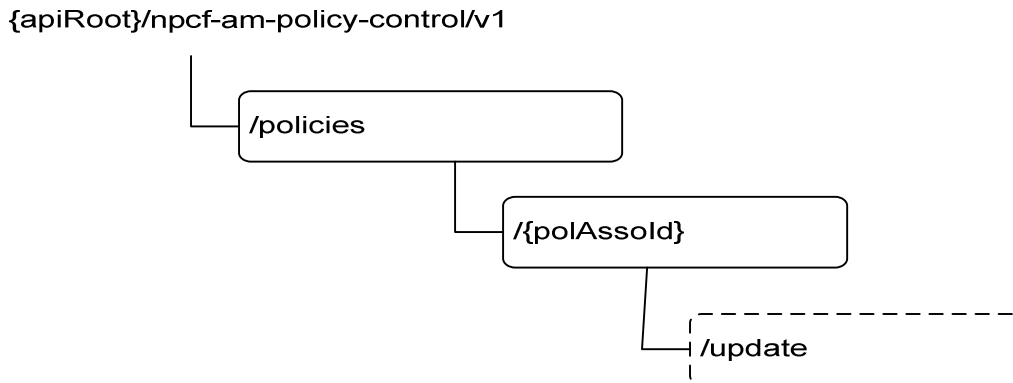 {apiRoot}/npcf-am-policy-control/v1
/policies
/{polAssoId}
/update